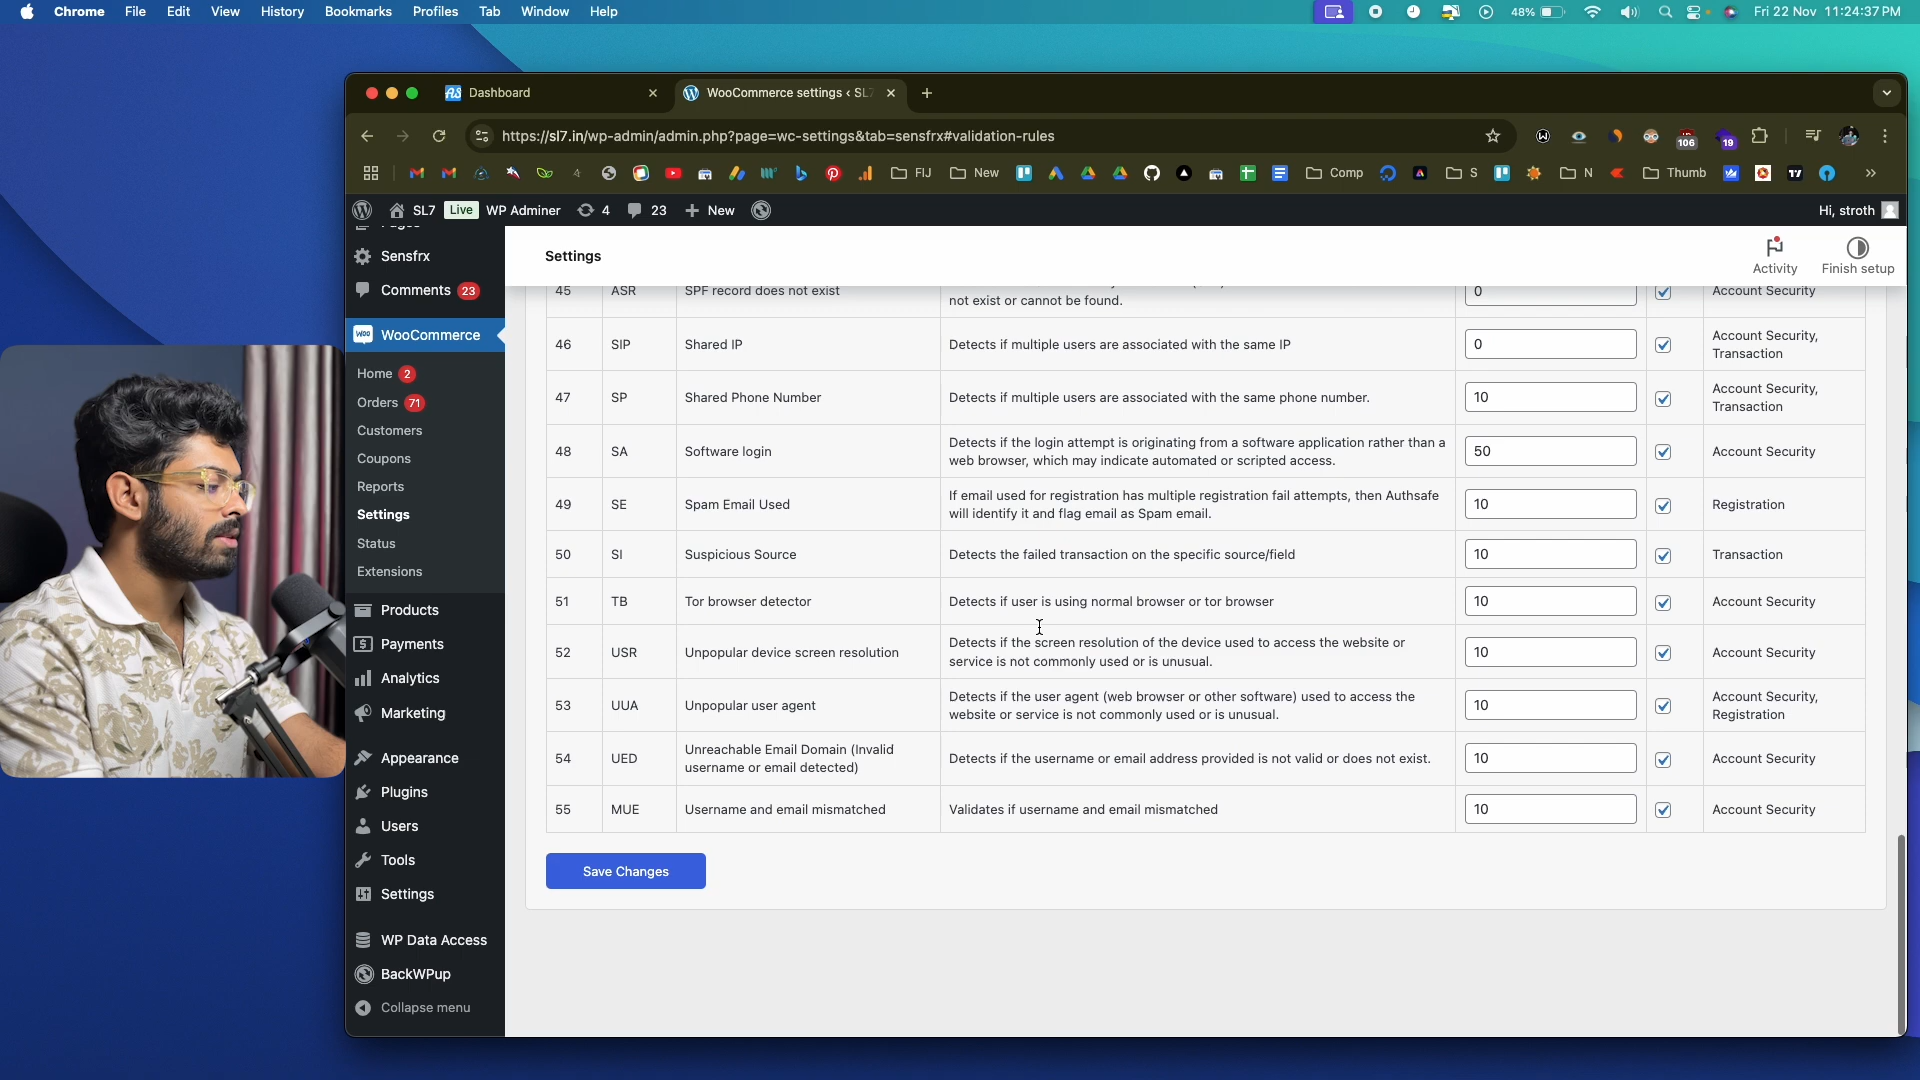 Chrome File Edit View History Bookmarks Profiles Tab Window Help
48% Fri 22 Nov 11:24:37 PM
Dashboard
WooCommerce settings ‹ SL7
https://sl7.in/wp-admin/admin.php?page=wc-settings&tab=sensfrx#validation-rules
106
19
FIJ
New
Comp
S
N
Thumb
SL7 Live WP Adminer 4 23 New
Hi, stroth
Pages
Sensfrx
Comments 23
WooCommerce
Home 2
Orders 71
Customers
Coupons
Reports
Settings
Status
Extensions
Products
Payments
Analytics
Marketing
Appearance
Plugins
Users
Tools
Settings
WP Data Access
BackWPup
Collapse menu
Settings
Activity
Finish setup
45 ASR SPF record does not exist
not exist or cannot be found.
0
Account Security
46 SIP Shared IP Detects if multiple users are associated with the same IP 0
Account Security,
Transaction
47 SP Shared Phone Number Detects if multiple users are associated with the same phone number. 10
Account Security,
Transaction
48 SA Software login
Detects if the login attempt is originating from a software application rather than a
web browser, which may indicate automated or scripted access.
50
Account Security
49 SE Spam Email Used
If email used for registration has multiple registration fail attempts, then Authsafe
will identify it and flag email as Spam email.
10
Registration
50 SI Suspicious Source Detects the failed transaction on the specific source/field 10 Transaction
51 TB Tor browser detector Detects if user is using normal browser or tor browser 10 Account Security
52 USR Unpopular device screen resolution
Detects if the screen resolution of the device used to access the website or
service is not commonly used or is unusual.
10
Account Security
53 UUA Unpopular user agent
Detects if the user agent (web browser or other software) used to access the
website or service is not commonly used or is unusual.
10
Account Security,
Registration
54 UED
Unreachable Email Domain (Invalid
username or email detected)
Detects if the username or email address provided is not valid or does not exist.
10
Account Security
55 MUE Username and email mismatched Validates if username and email mismatched 10 Account Security
Save Changes